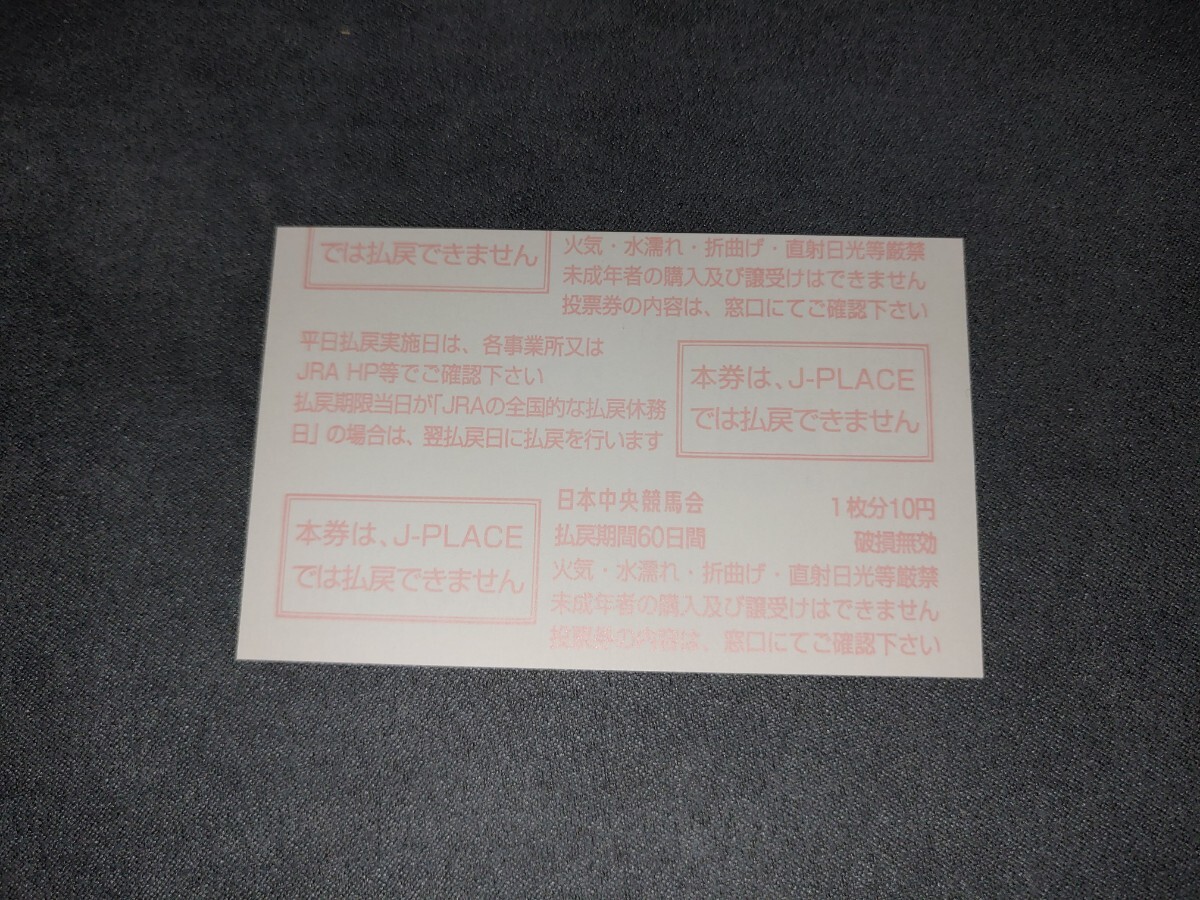 では払戻できません
火気・水濡れ・折曲げ・直射日光等厳禁
未成年者の購入及び譲受けはできません
投票券の内容は、窓口にてご確認下さい
平日払戻実施日は、各事業所又は
JRA HP等でご確認下さい
払戻期限当日が「JRAの全国的な払戻休務
日」の場合は、翌払戻日に払戻を行います
本券は、J-PLACE
では払戻できません
本券は、J-PLACE
では払戻できません
日本中央競馬会 1枚分10円
払戻期間60日間 破損無効
火気・水濡れ・折曲げ・直射日光等厳禁
未成年者の購入及び譲受けはできません
投票券の内容は、窓口にてご確認下さい